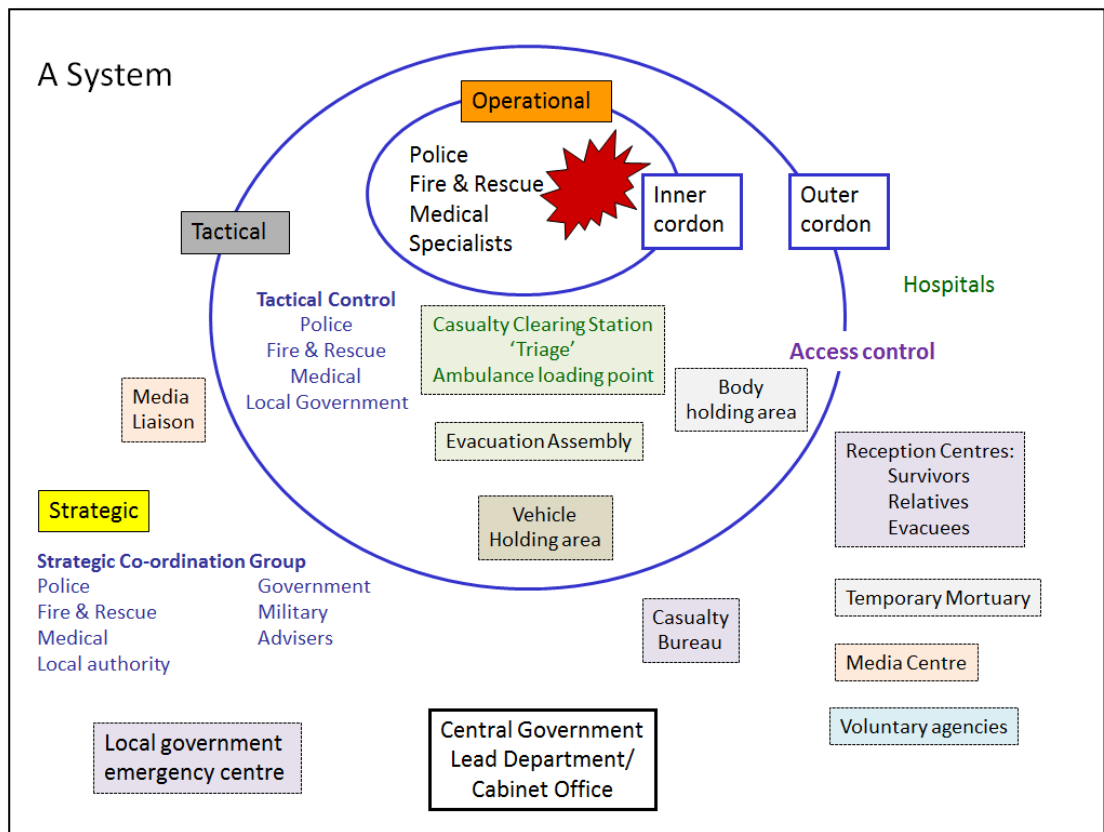 A System
Operational
Police
Fire & Rescue
Medical
Specialists
Inner
cordon
Outer
cordon
Tactical
Hospitals
Tactical Control
Police
Fire & Rescue
Medical
Local Government
Casualty Clearing Station
‘Triage’
Ambulance loading point
Access control
Body
holding area
Media
Liaison
Evacuation Assembly
Reception Centres:
Survivors
Relatives
Evacuees
Strategic
Vehicle
Holding area
Strategic Co-ordination Group
Police
Fire & Rescue
Medical
Local authority
Government
Military
Advisers
Casualty
Bureau
Temporary Mortuary
Media Centre
Voluntary agencies
Local government
emergency centre
Central Government
Lead Department/
Cabinet Office